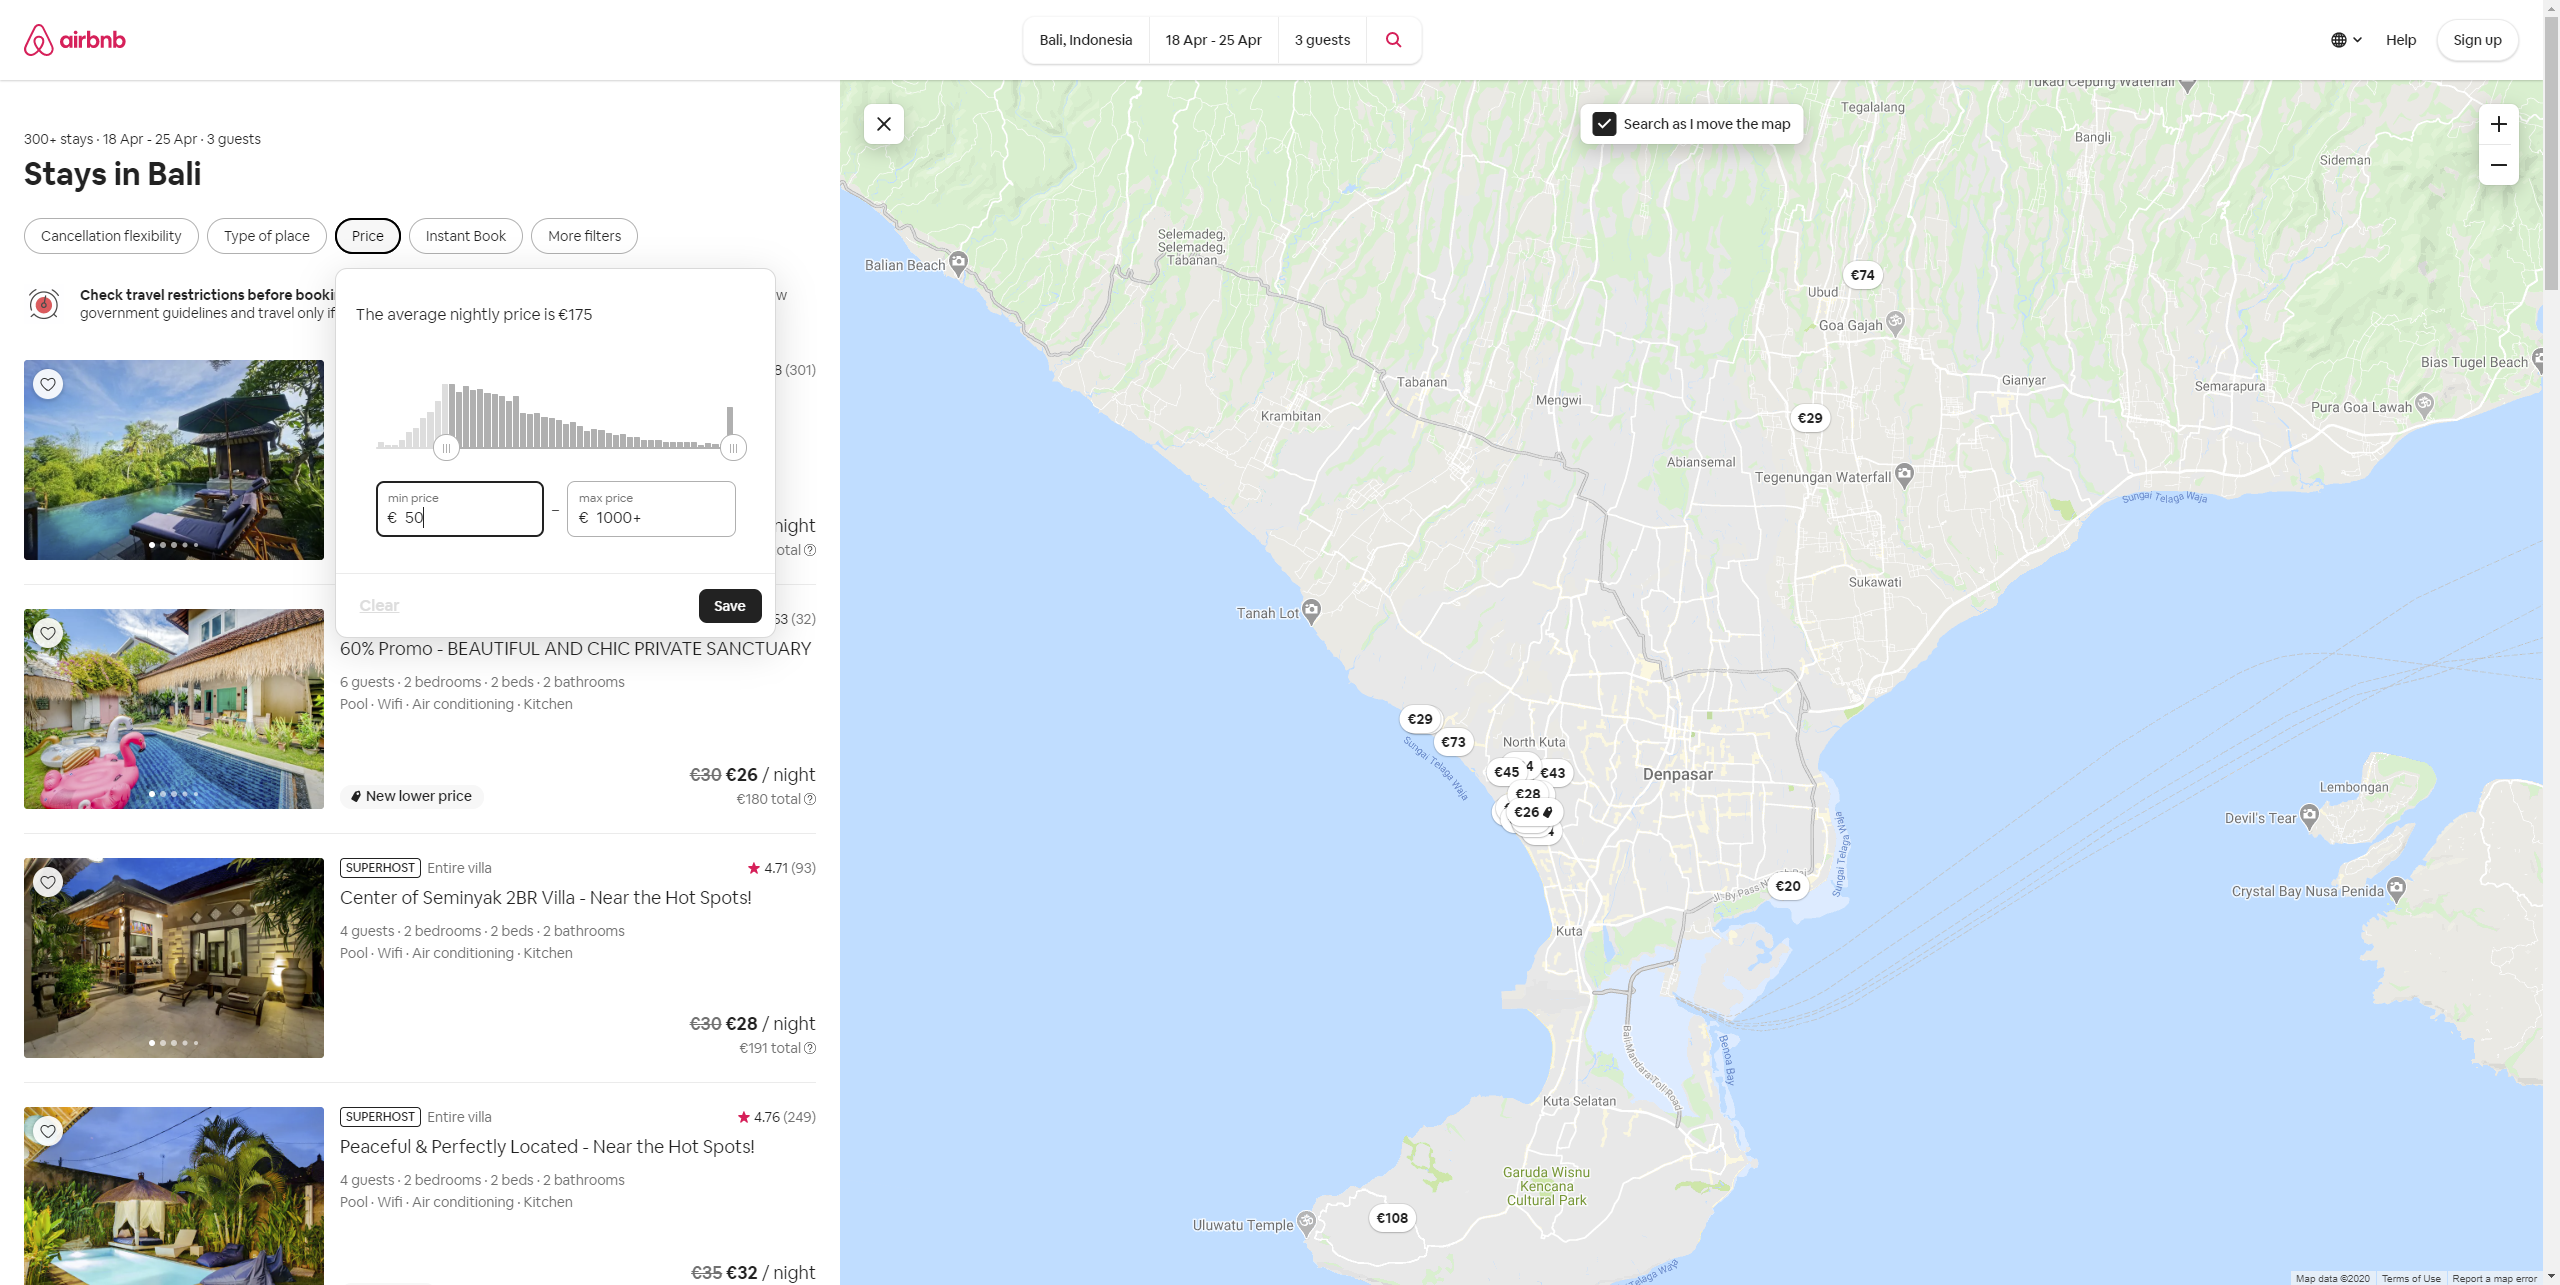 airbnb
Bali, Indonesia
18 Apr - 25 Apr
3 guests
Help
Sign up
300+ stays · 18 Apr - 25 Apr · 3 guests
Stays in Bali
Cancellation flexibility
Type of place
Price
Instant Book
More filters
Check travel restrictions before
government guidelines and travel only if
The average nightly price is €175
min price
€ 50
–
max price
€ 1000+
Clear
Save
8 (301)
night
(32)
60% Promo - BEAUTIFUL AND CHIC PRIVATE SANCTUARY
6 guests · 2 bedrooms · 2 beds · 2 bathrooms
Pool · Wifi · Air conditioning · Kitchen
New lower price
€30 €26 / night
€180 total
SUPERHOST Entire villa
4.71 (93)
Center of Seminyak 2BR Villa - Near the Hot Spots!
4 guests · 2 bedrooms · 2 beds · 2 bathrooms
Pool · Wifi · Air conditioning · Kitchen
€30 €28 / night
€191 total
SUPERHOST Entire villa
4.76 (249)
Peaceful & Perfectly Located - Near the Hot Spots!
4 guests · 2 bedrooms · 2 beds · 2 bathrooms
Pool · Wifi · Air conditioning · Kitchen
€35 €32 / night
Search as I move the map
Tukad Cepung Waterfall
Tegalalang
Bangli
Sideman
Selemadeg,
Selemadeg,
Tabanan
Balian Beach
€74
Ubud
Goa Gajah
Bias Tugel Beach
Tabanan
Gianyar
Semarapura
Mengwi
Krambitan
€29
Pura Goa Lawah
Abiansemal
Tegenungan Waterfall
Sungai Telaga Waja
Sukawati
Tanah Lot
€29
€73
Sungai Telaga Waja
North Kuta
€45
4
€43
Denpasar
€28
€26
4
Lembongan
Devil's Tear
Sungai Telaga Waja
€20
Jl. By Pass
Crystal Bay Nusa Penida
Kuta
Bali Mandara Toll Road
Benoa Bay
Kuta Selatan
Garuda Wisnu
Kencana
Cultural Park
Uluwatu Temple
€108
Sungai Telaga Waja
Map data ©2020
Terms of Use
Report a map error